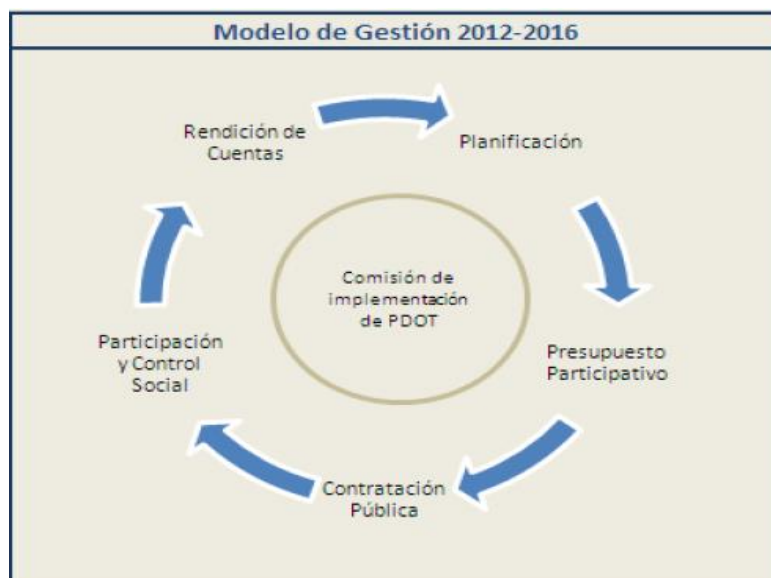 Modelo de Gestión 2012-2016
Rendición de
Cuentas
Planificación
Comisión de
implementación
de PDOT
Participación
y Control
Social
Presupuesto
Participativo
Contratación
Pública